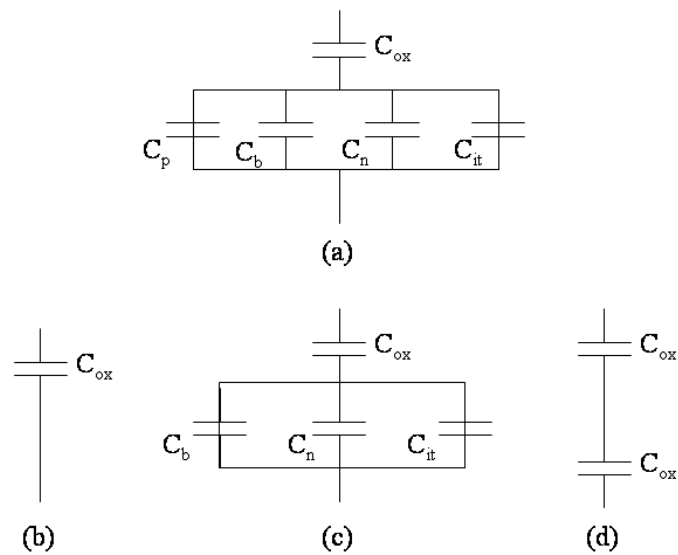 C_ox
C_p C_b C_n C_it
(a)
C_ox C_ox C_ox
C_b C_n C_it
C_ox
(b) (c) (d)